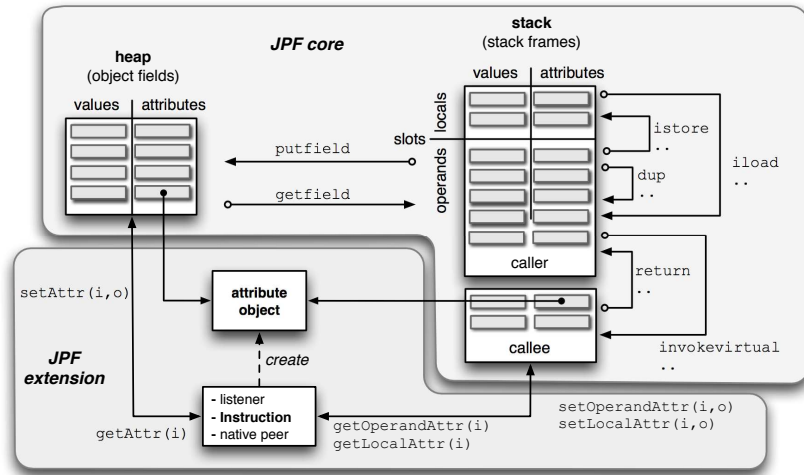 JPF core
stack
(stack frames)
heap
(object fields)
values
attributes
values
attributes
locals
slots
operands
istore
..
putfield
dup
..
iload
..
getfield
caller
return
..
setAttr(i,o)
attribute
object
callee
invokevirtual
..
create
JPF
extension
- listener
- Instruction
- native peer
getAttr(i)
getOperandAttr(i)
getLocalAttr(i)
setOperandAttr(i,o)
setLocalAttr(i,o)